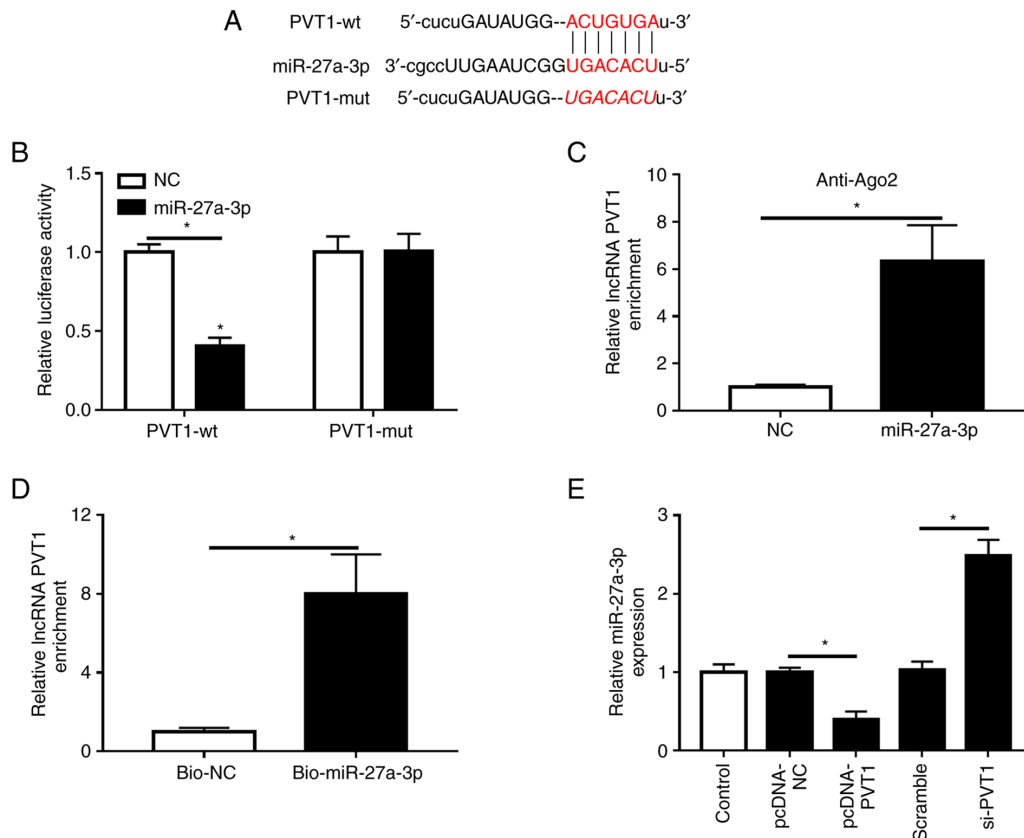 A
PVT1-wt 5′-cucuGAUAUGG--ACUGUGAu-3′
miR-27a-3p 3′-cgccUUGAAUCGGUGACACUu-5′
PVT1-mut 5′-cucuGAUAUGG--UGACACUu-3′
B
Relative luciferase activity
1.5
1.0
0.5
0.0
NC
miR-27a-3p
*
*
PVT1-wt PVT1-mut
C
Relative lncRNA PVT1
enrichment
10
8
6
4
2
0
Anti-Ago2
*
NC miR-27a-3p
D
Relative lncRNA PVT1
enrichment
12
8
4
0
*
Bio-NC Bio-miR-27a-3p
E
Relative miR-27a-3p
expression
3
2
1
0
*
*
Control
pcDNA-
NC
pcDNA-
PVT1
Scramble
si-PVT1